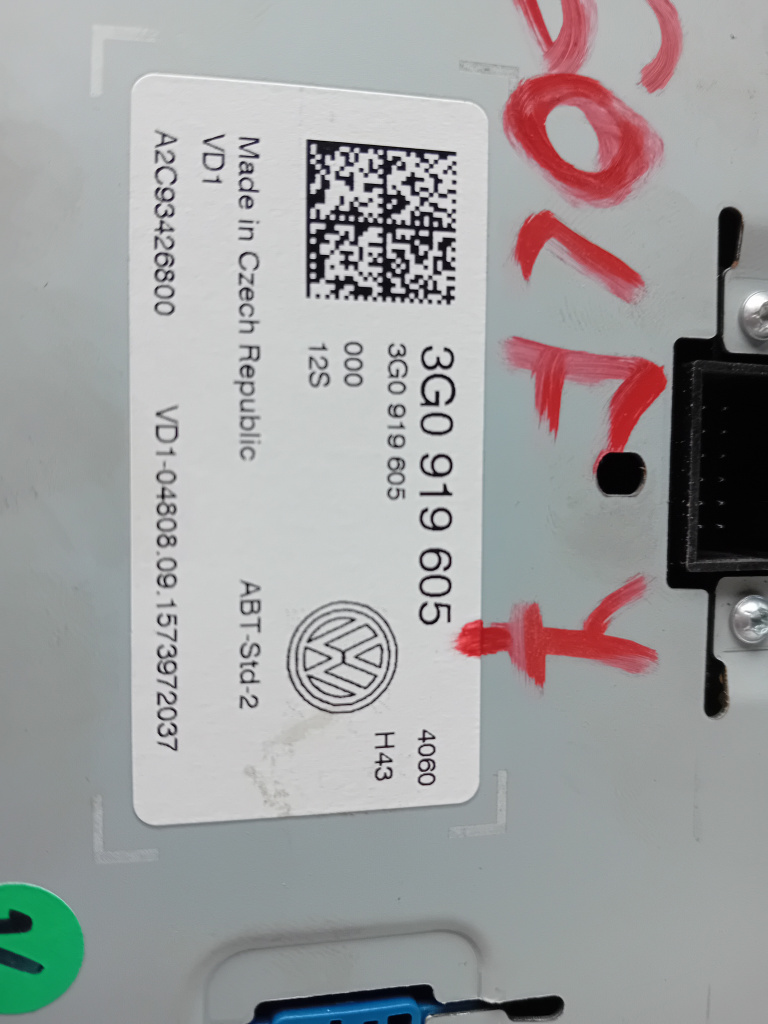 GOLF 7
3G0 919 605
4060
3G0 919 605
H43
000
12S
Made in Czech Republic
ABT-Std-2
VD1
A2C93426800
VD1-04808.09.1573972037